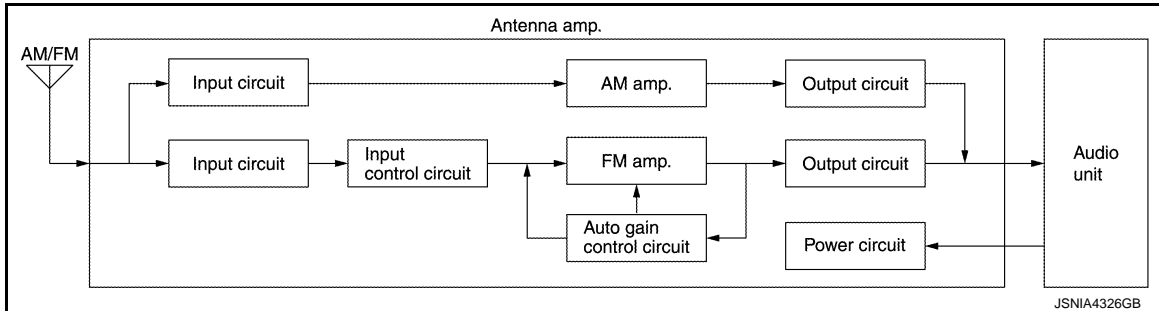 Antenna amp.
AM/FM
Input circuit
AM amp.
Output circuit
Input circuit
Input
control circuit
FM amp.
Output circuit
Audio
unit
Auto gain
control circuit
Power circuit
JSNIA4326GB